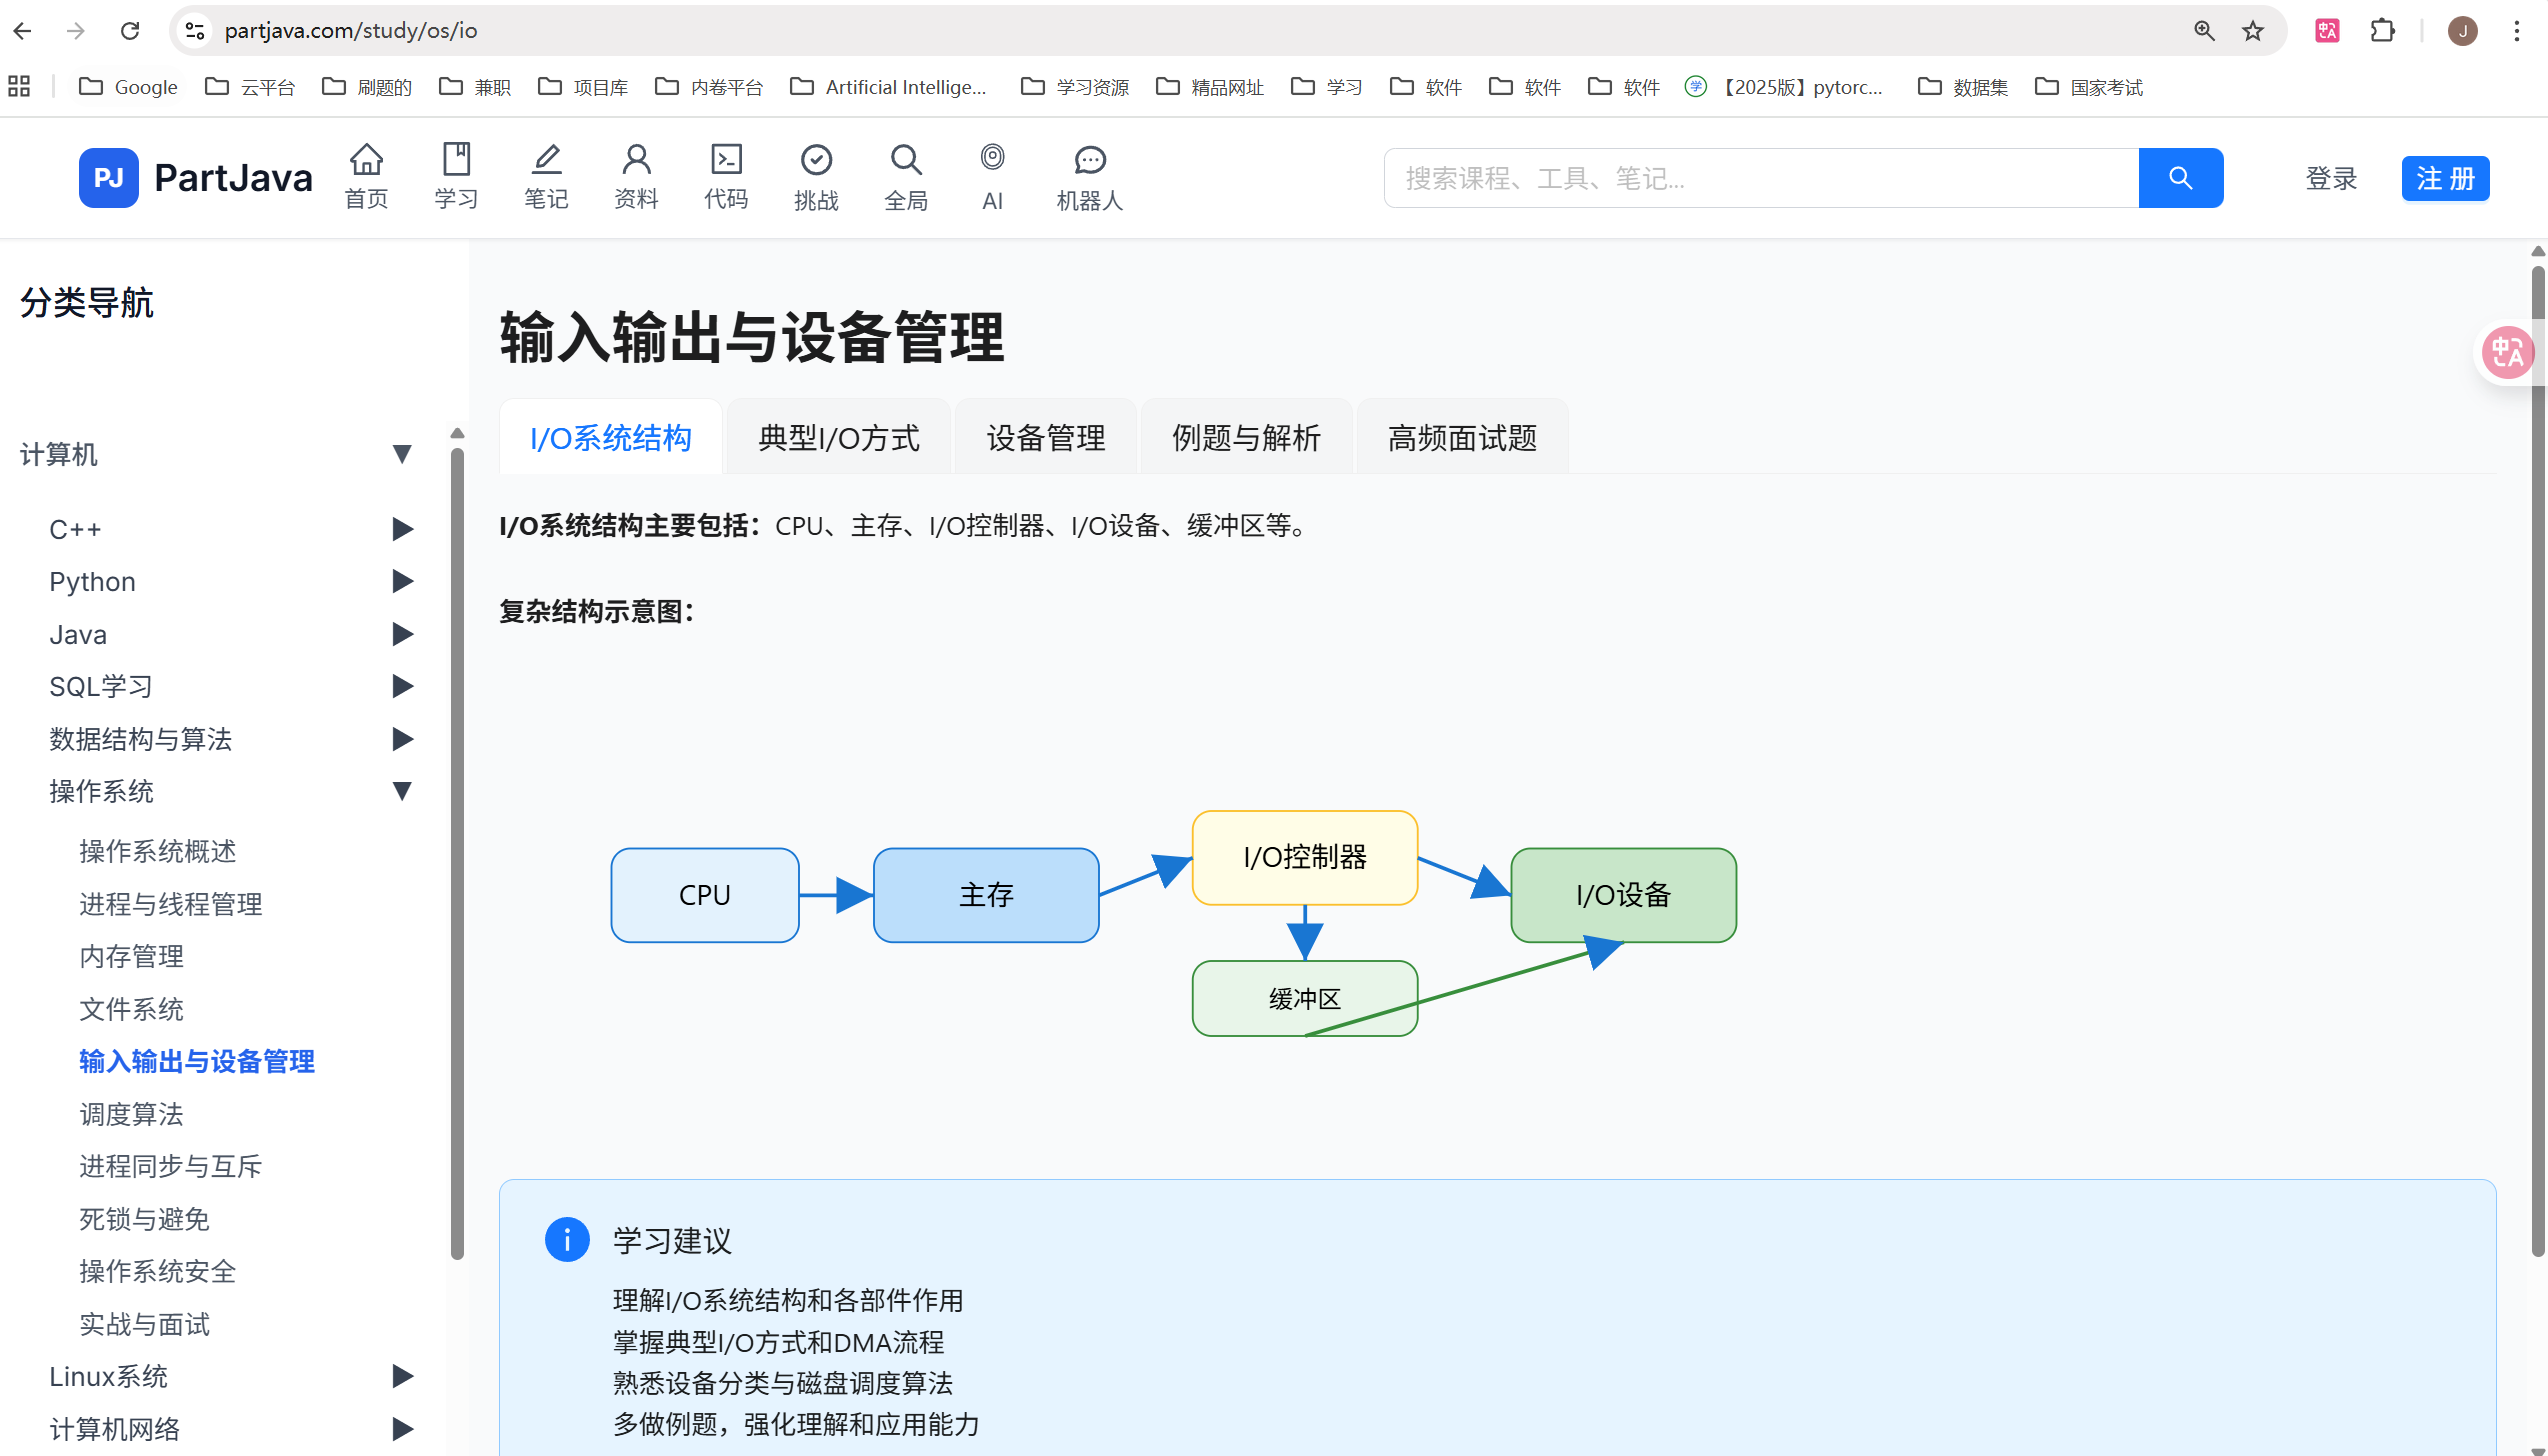 partjava.com/study/os/io
Google
云平台
刷题的
兼职
项目库
内卷平台
Artificial Intellige...
学习资源
精品网址
学习
软件
软件
软件
【2025版】pytorc...
数据集
国家考试
PJ PartJava
首页
学习
笔记
资料
代码
挑战
全局
AI
机器人
搜索课程、工具、笔记...
登录
注 册
J
分类导航
计算机
C++
Python
Java
SQL学习
数据结构与算法
操作系统
操作系统概述
进程与线程管理
内存管理
文件系统
输入输出与设备管理
调度算法
进程同步与互斥
死锁与避免
操作系统安全
实战与面试
Linux系统
计算机网络
输入输出与设备管理
I/O系统结构
典型I/O方式
设备管理
例题与解析
高频面试题
I/O系统结构主要包括：CPU、主存、I/O控制器、I/O设备、缓冲区等。
复杂结构示意图：
CPU
主存
I/O控制器
I/O设备
缓冲区
学习建议
理解I/O系统结构和各部件作用
掌握典型I/O方式和DMA流程
熟悉设备分类与磁盘调度算法
多做例题，强化理解和应用能力